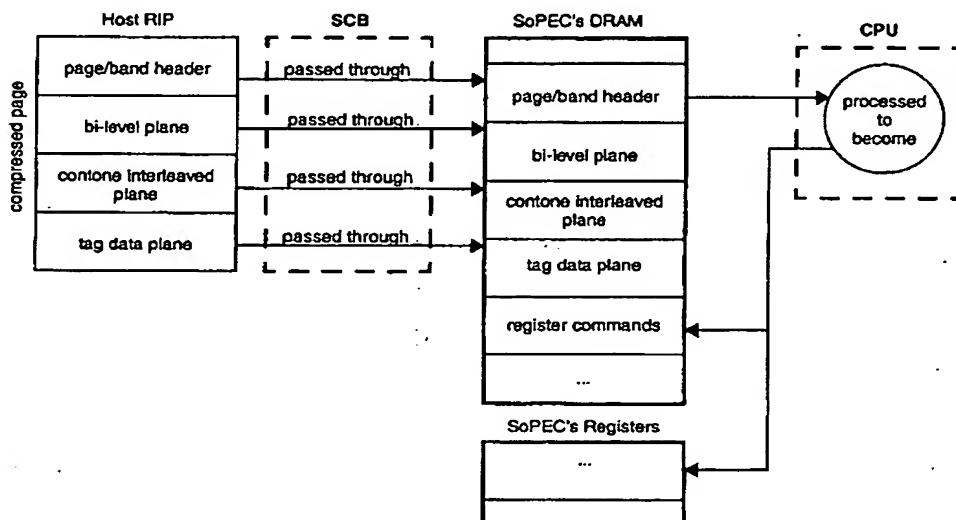 Host RIP
SCB
SoPEC's DRAM
CPU
compressed page
page/band header
bi-level plane
contone interleaved
plane
tag data plane
passed through
passed through
passed through
passed through
page/band header
bi-level plane
contone interleaved
plane
tag data plane
register commands
...
processed
to
become
SoPEC's Registers
...